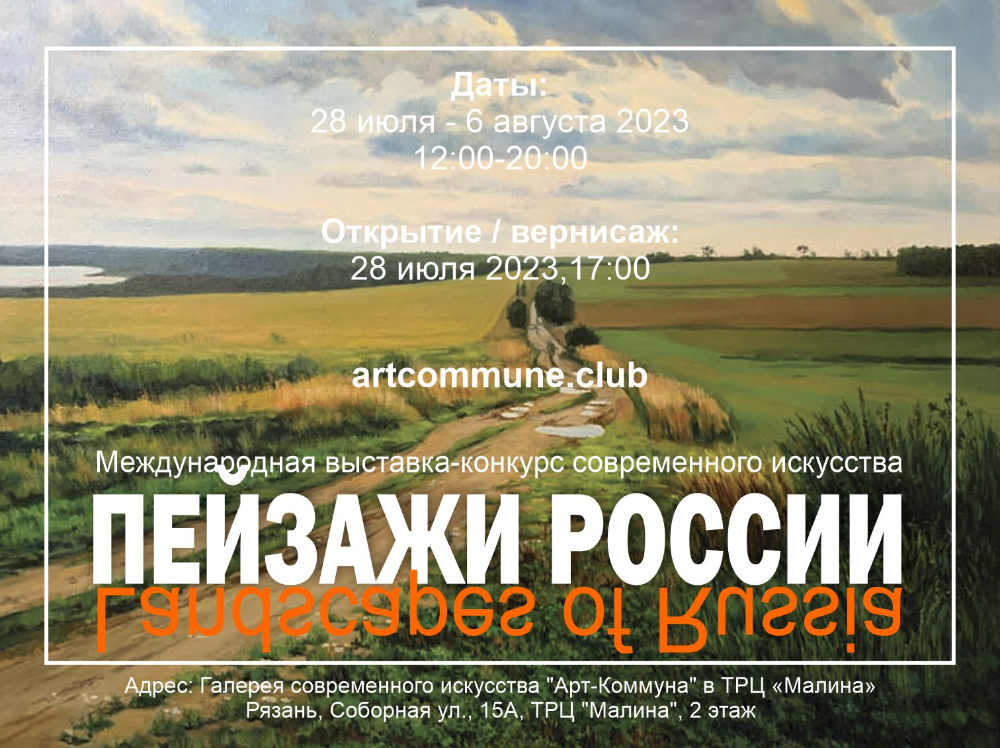 Даты:
28 июля - 6 августа 2023
12:00-20:00
Открытие / вернисаж:
28 июля 2023,17:00
artcommune.club
Международная выставка-конкурс современного искусства
ПЕЙЗАЖИ РОССИИ
Landscapes of Russia
Адрес: Галерея современного искусства "Арт-Коммуна" в ТРЦ «Малина»
Рязань, Соборная ул., 15А, ТРЦ "Малина", 2 этаж